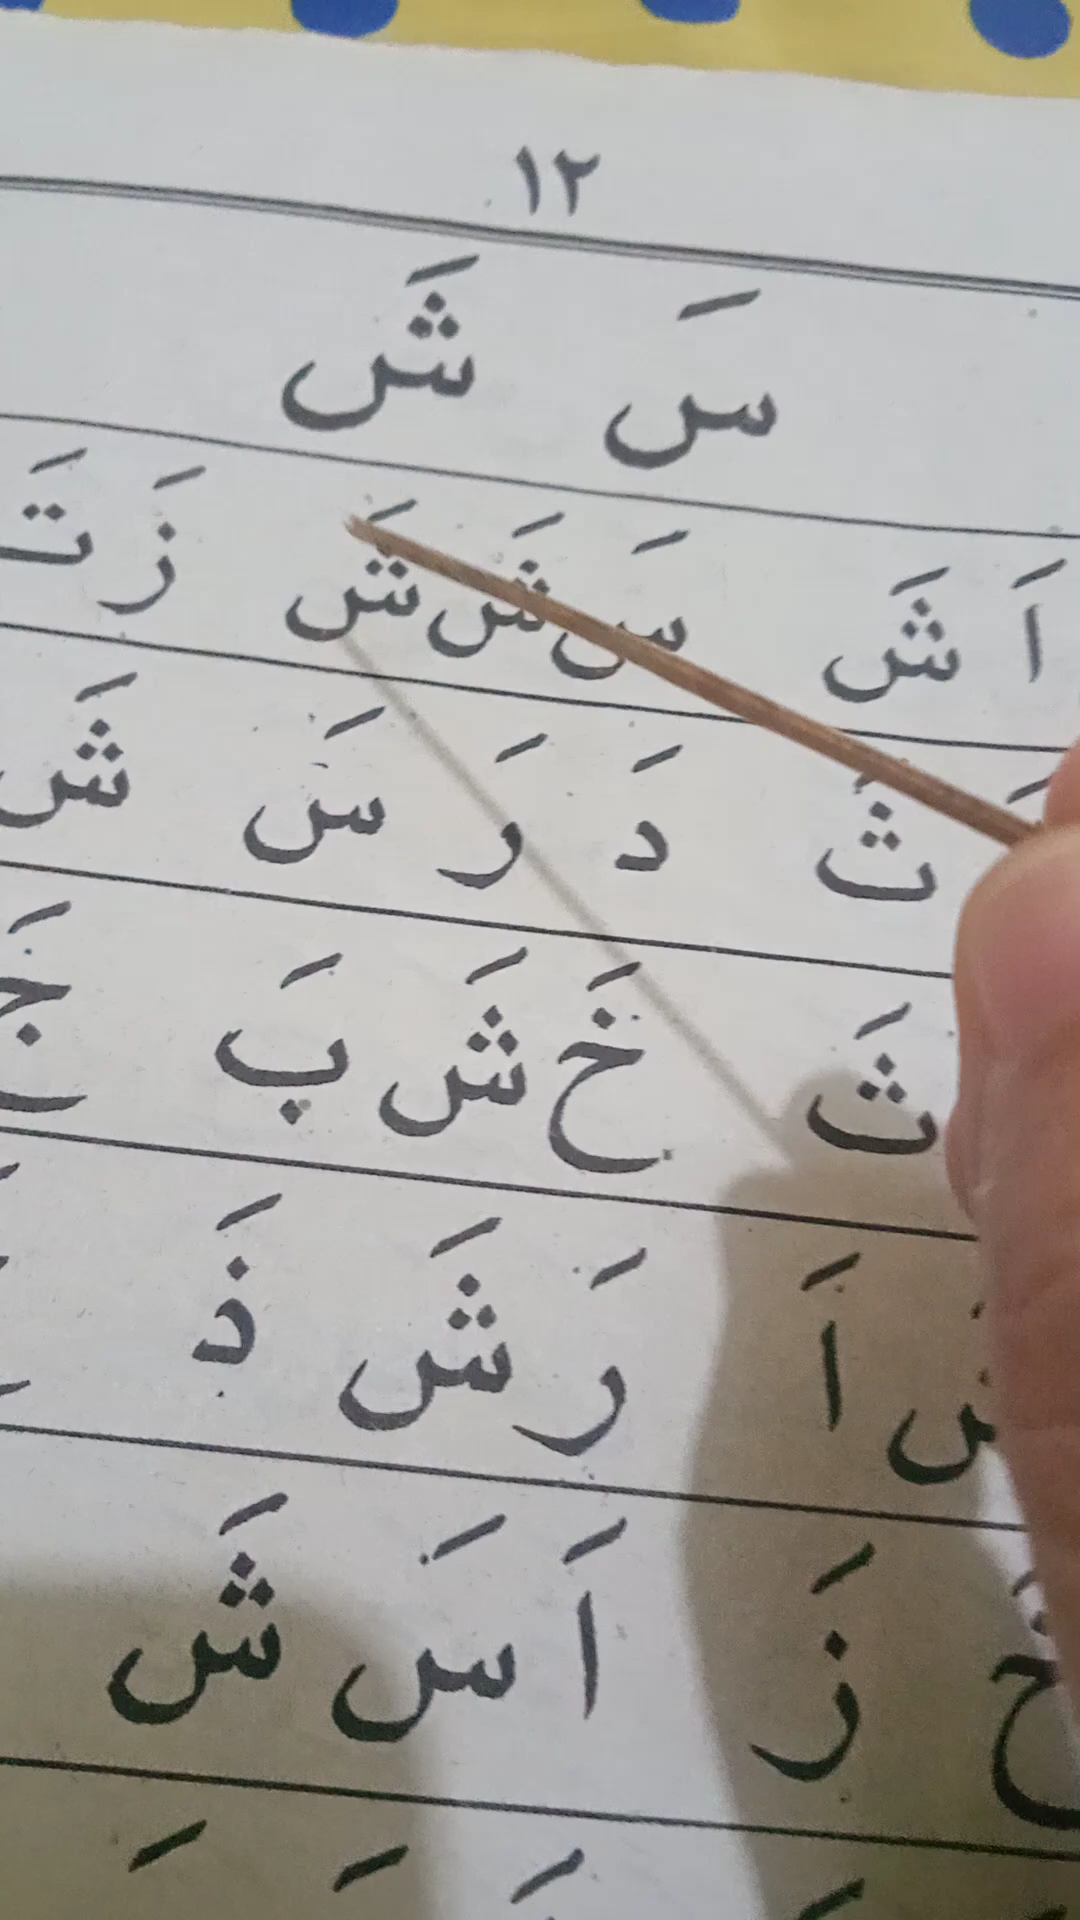 ١٢
سَ شَ
اَ شَ سَ شَ شَ زَ تَ
ثَ دَ رَ سَ شَ
ثَ خَ شَ بَ جَ
اَ رَ شَ ذَ
خَ زَ اَ سَ شَ